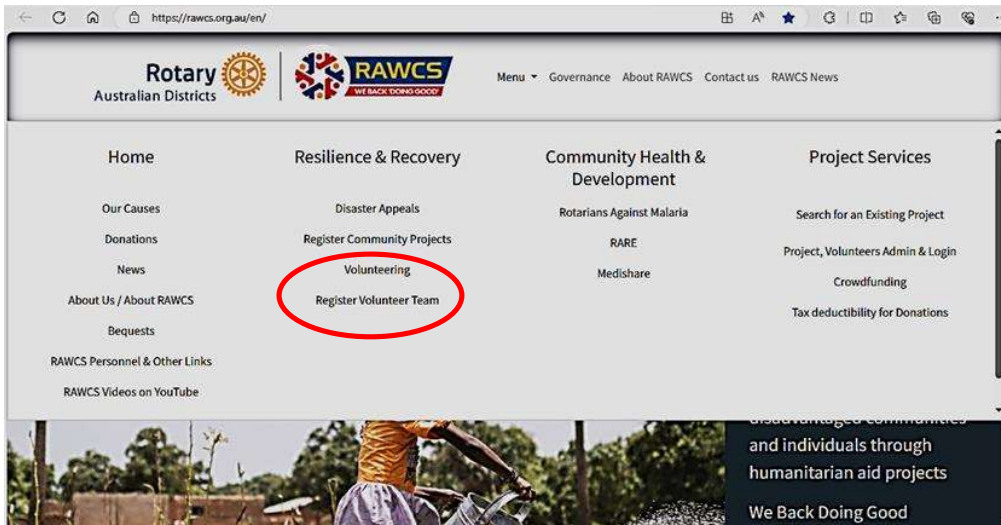 https://rawcs.org.au/en/
Rotary
Australian Districts
RAWCS
WE BACK 'DOING GOOD'
Menu Governance About RAWCS Contact us RAWCS News
Home
Our Causes
Donations
News
About Us / About RAWCS
Bequests
RAWCS Personnel & Other Links
RAWCS Videos on YouTube
Resilience & Recovery
Disaster Appeals
Register Community Projects
Volunteering
Register Volunteer Team
Community Health &
Development
Rotarians Against Malaria
RARE
Medishare
Project Services
Search for an Existing Project
Project, Volunteers Admin & Login
Crowdfunding
Tax deductibility for Donations
disadvantaged communities
and individuals through
humanitarian aid projects
We Back Doing Good